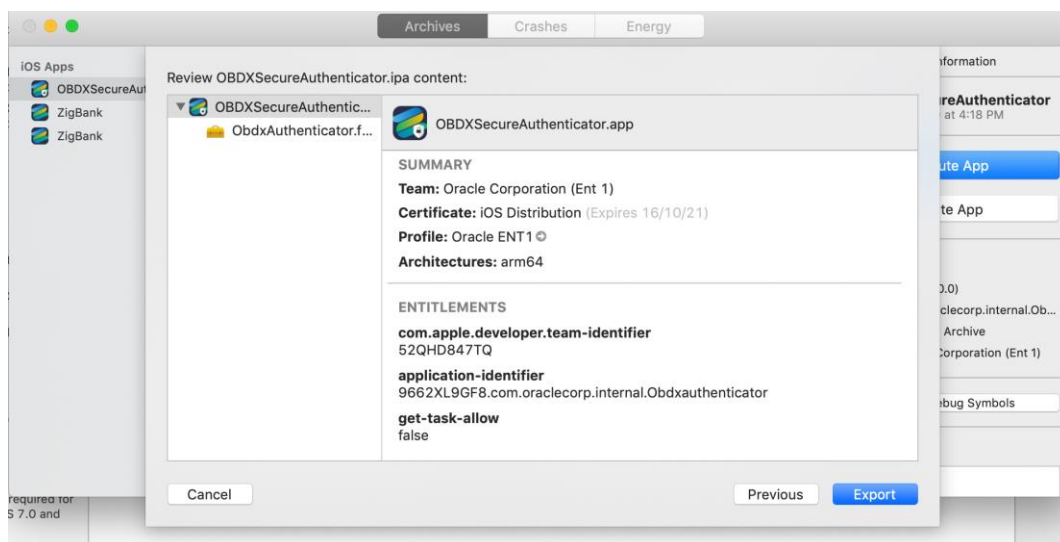 Archives
Crashes
Energy
iOS Apps
OBDXSecureAut
ZigBank
ZigBank
Review OBDXSecureAuthenticator.ipa content:
OBDXSecureAuthentic...
ObdxAuthenticator.f...
OBDXSecureAuthenticator.app
SUMMARY
Team: Oracle Corporation (Ent 1)
Certificate: iOS Distribution (Expires 16/10/21)
Profile: Oracle ENT1
Architectures: arm64
ENTITLEMENTS
com.apple.developer.team-identifier
52QHD847TQ
application-identifier
9662XL9GF8.com.oraclecorp.internal.Obdxauthenticator
get-task-allow
false
Cancel
Previous
Export
nformation
reAuthenticator
at 4:18 PM
ute App
te App
0.0)
clecorp.internal.Ob...
Archive
Corporation (Ent 1)
ebug Symbols
required for
S 7.0 and